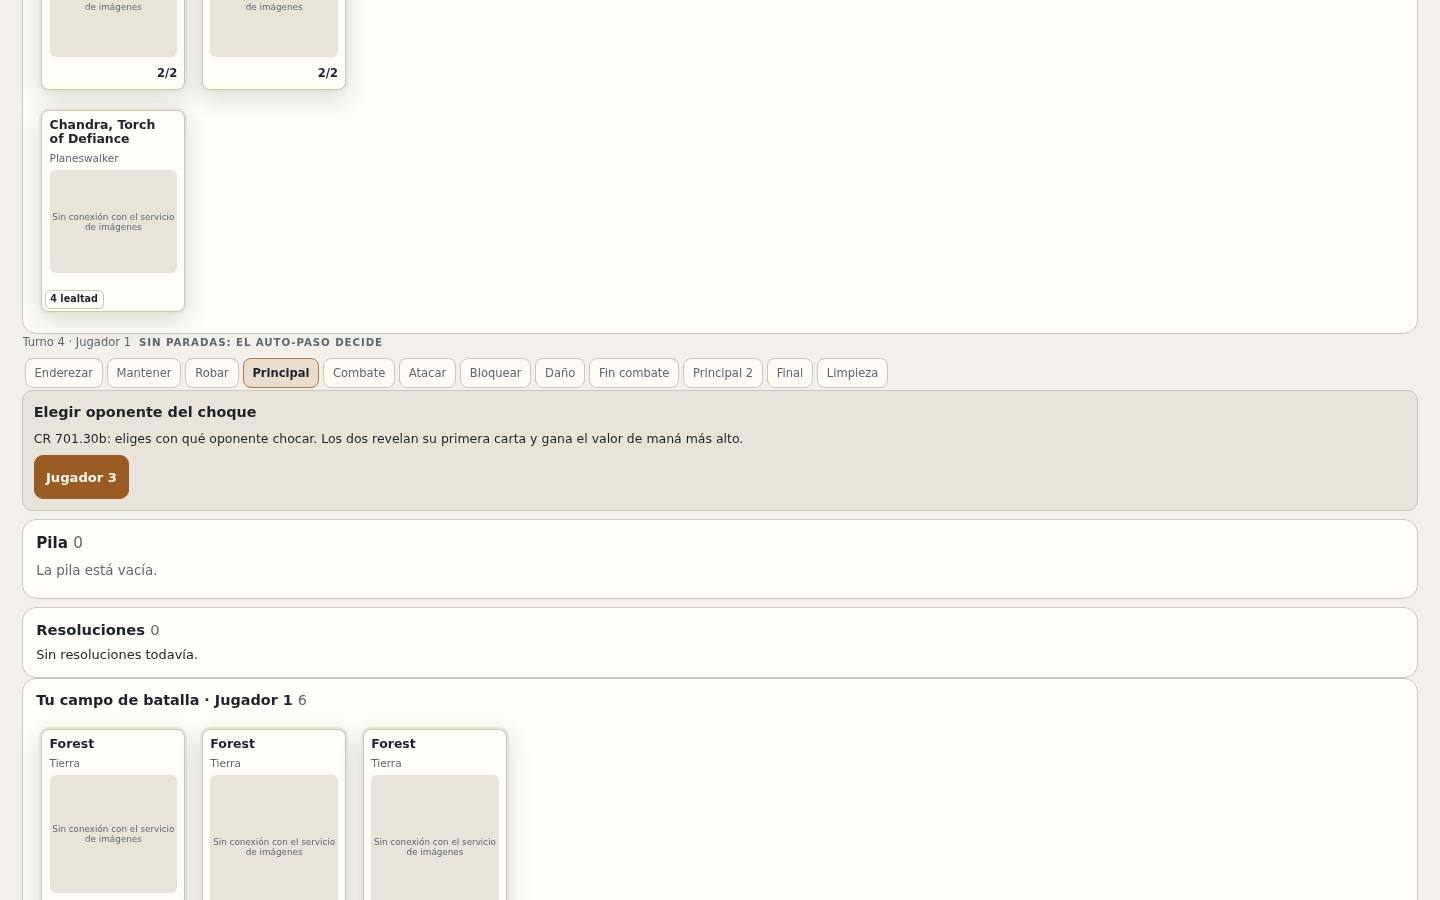 de imágenes
de imágenes
2/2
2/2
Chandra, Torch
of Defiance
Planeswalker
Sin conexión con el servicio
de imágenes
4 lealtad
Turno 4 · Jugador 1 SIN PARADAS: EL AUTO-PASO DECIDE
Enderezar Mantener Robar Principal Combate Atacar Bloquear Daño Fin combate Principal 2 Final Limpieza
Elegir oponente del choque
CR 701.30b: eliges con qué oponente chocar. Los dos revelan su primera carta y gana el valor de maná más alto.
Jugador 3
Pila 0
La pila está vacía.
Resoluciones 0
Sin resoluciones todavía.
Tu campo de batalla · Jugador 1 6
Forest
Tierra
Sin conexión con el servicio
de imágenes
Forest
Tierra
Sin conexión con el servicio
de imágenes
Forest
Tierra
Sin conexión con el servicio
de imágenes